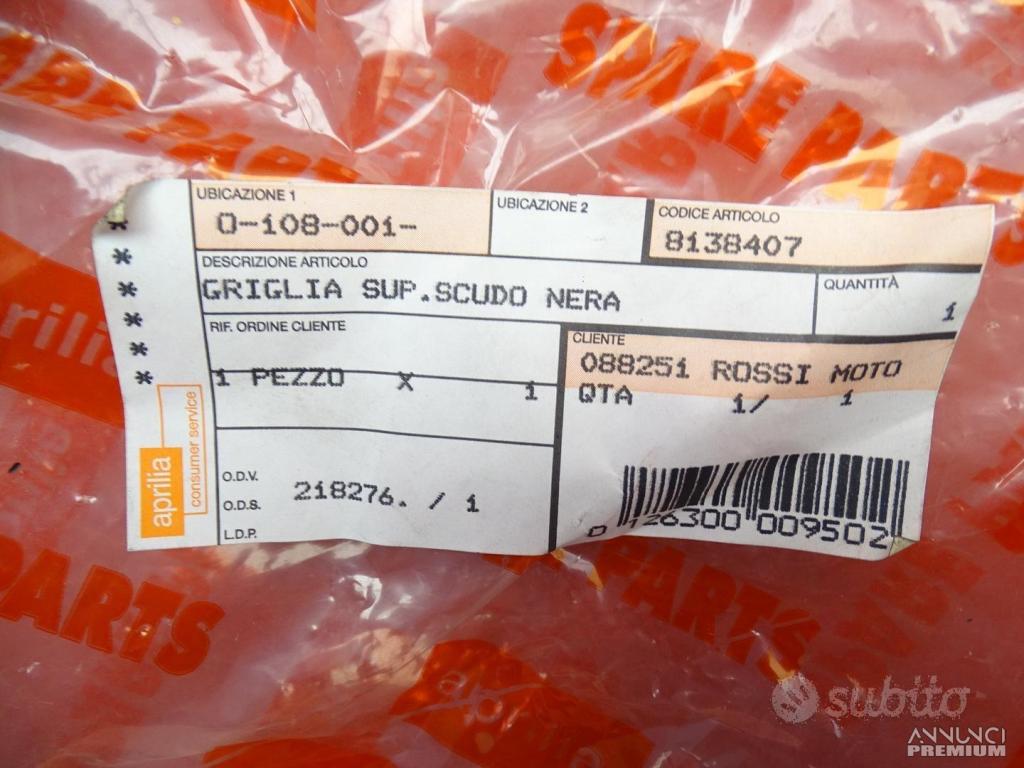 SPARE PARTS
UBICAZIONE 1
0-108-001-
UBICAZIONE 2
CODICE ARTICOLO
8138407
DESCRIZIONE ARTICOLO
GRIGLIA SUP.SCUDO NERA
QUANTITÀ
1
RIF. ORDINE CLIENTE
1 PEZZO X 1
CLIENTE
088251 ROSSI MOTO
QTA 1/ 1
O.D.V.
O.D.S.
L.D.P.
218276. / 1
0 126300 009502
* * * * * *
aprilia
consumer service
PARTS
subito
ANNUNCI
PREMIUM